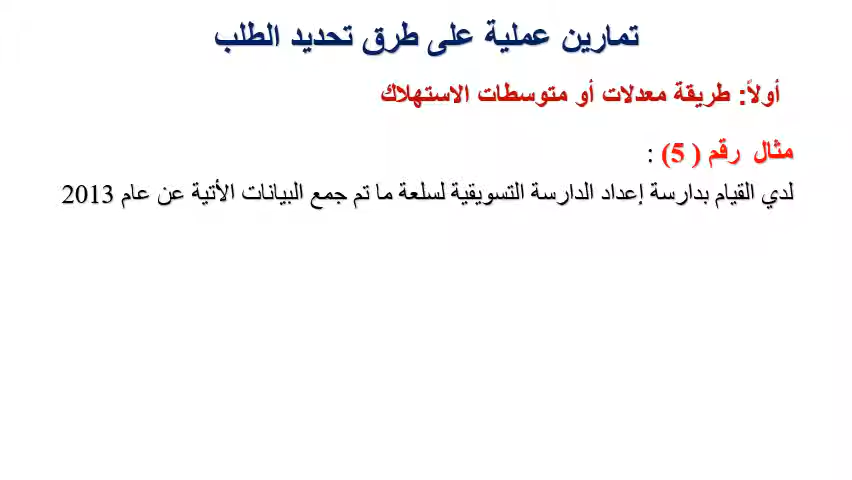 تمارين عملية على طرق تحديد الطلب
أولاً: طريقة معدلات أو متوسطات الاستهلاك
مثال رقم ( 5) :
لدي القيام بدارسة إعداد الدارسة التسويقية لسلعة ما تم جمع البيانات الأتية عن عام 2013